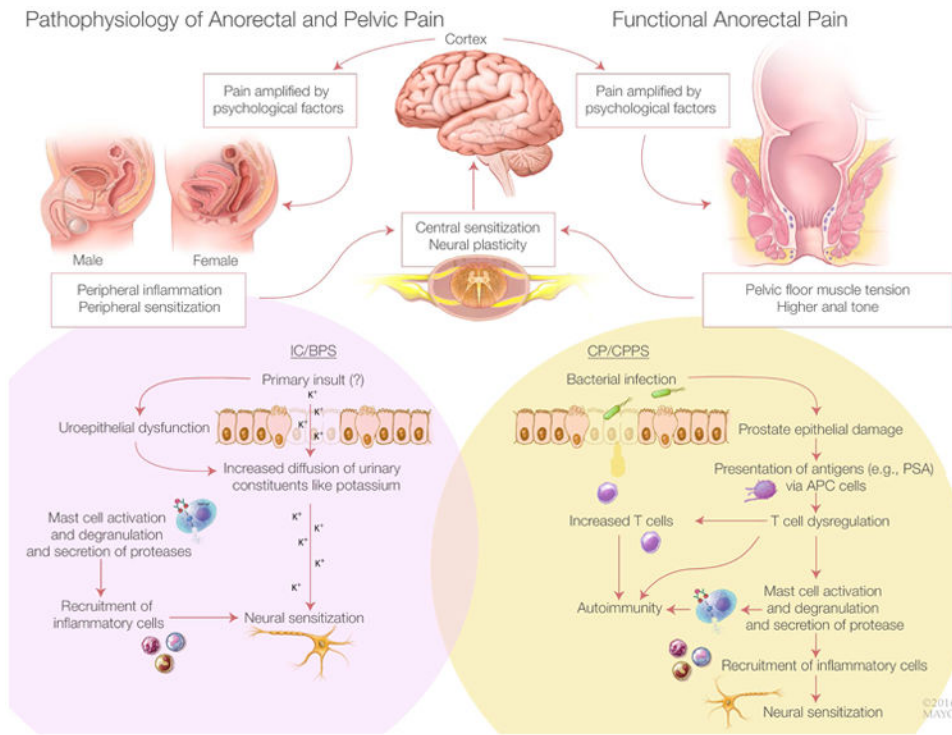 Pathophysiology of Anorectal and Pelvic Pain
Functional Anorectal Pain
Cortex
Pain amplified by
psychological factors
Pain amplified by
psychological factors
Male
Female
Central sensitization
Neural plasticity
Peripheral inflammation
Peripheral sensitization
Pelvic floor muscle tension
Higher anal tone
IC/BPS
Primary insult (?)
K⁺
K⁺
K⁺
K⁺
Uroepithelial dysfunction
Increased diffusion of urinary
constituents like potassium
Mast cell activation
and degranulation
and secretion of proteases
K⁺
K⁺
K⁺
K⁺
Recruitment of
inflammatory cells
Neural sensitization
CP/CPPS
Bacterial infection
Prostate epithelial damage
Presentation of antigens (e.g., PSA)
via APC cells
Increased T cells
T cell dysregulation
Autoimmunity
Mast cell activation
and degranulation
and secretion of protease
Recruitment of inflammatory cells
Neural sensitization
©2016
MAYO